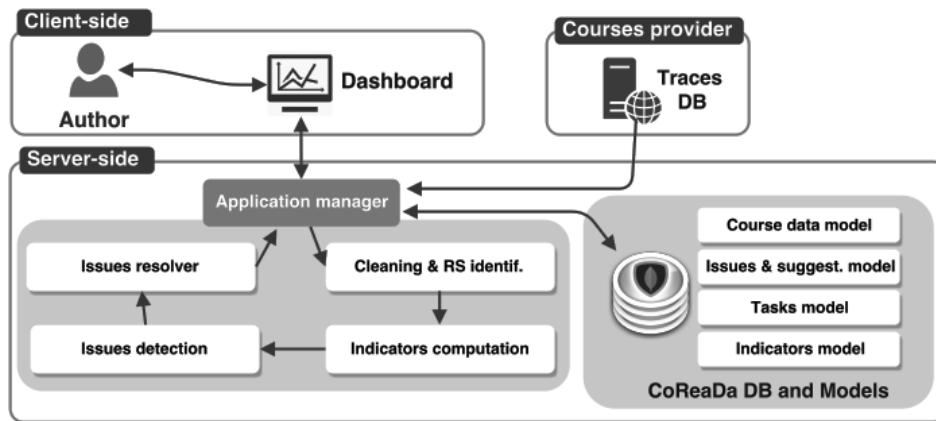 Client-side
Author
Dashboard
Courses provider
Traces
DB
Server-side
Application manager
Issues resolver
Cleaning & RS identif.
Issues detection
Indicators computation
Course data model
Issues & suggest. model
Tasks model
Indicators model
CoReaDa DB and Models